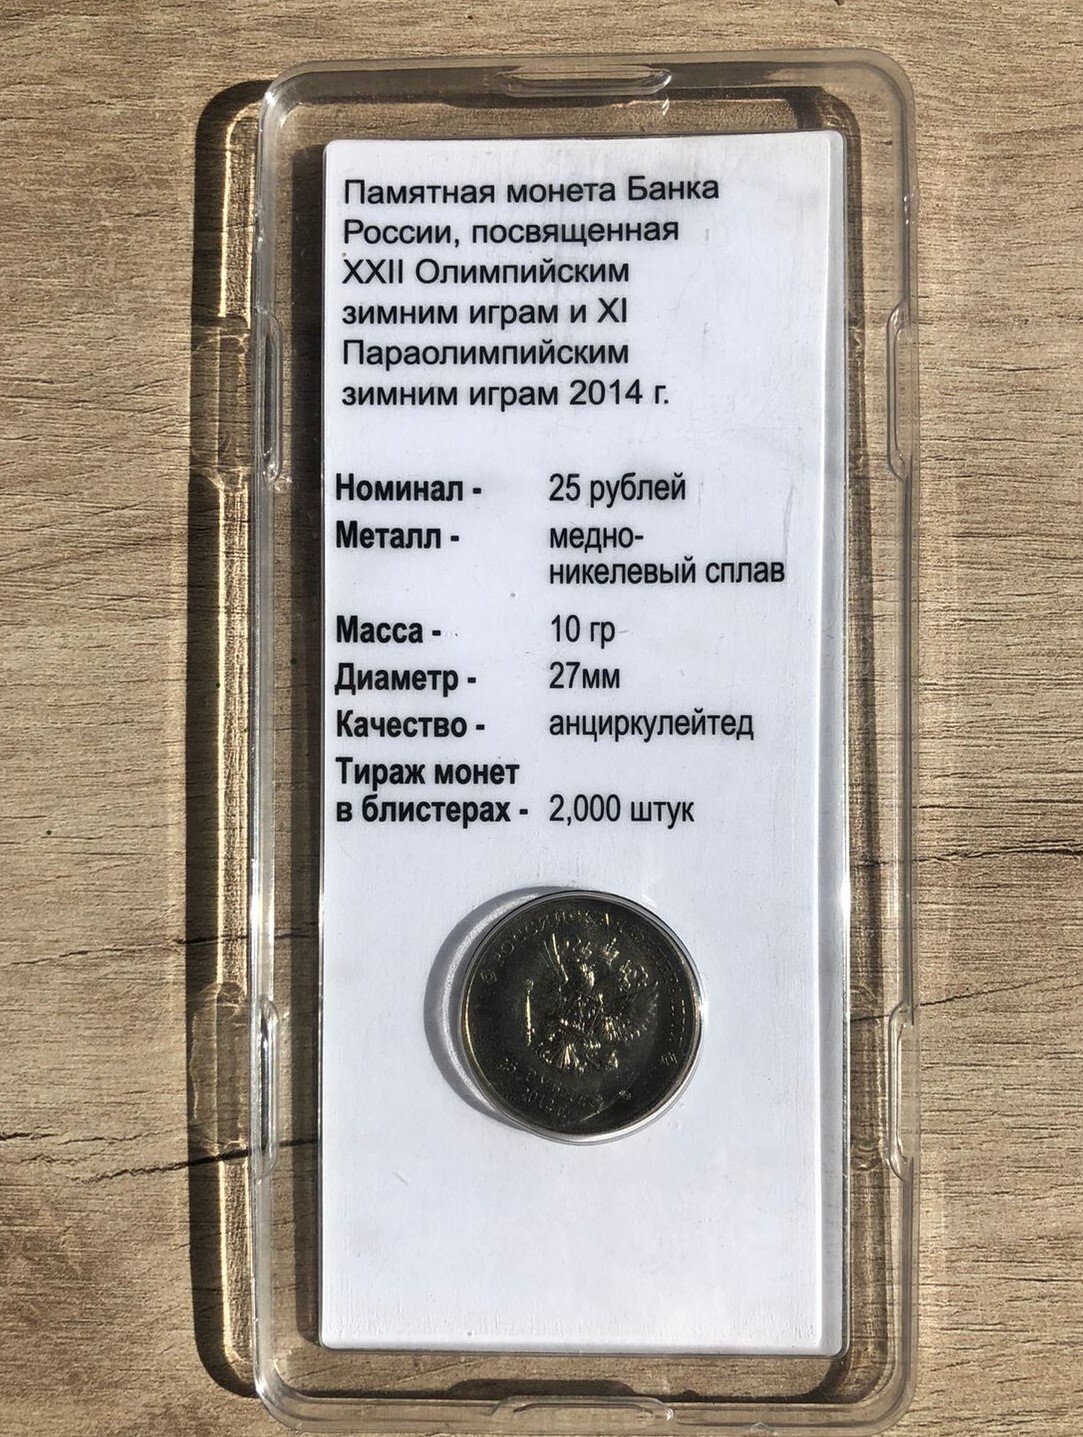 Памятная монета Банка
России, посвященная
XXII Олимпийским
зимним играм и XI
Параолимпийским
зимним играм 2014 г.
Номинал - 25 рублей
Металл - медно-
никелевый сплав
Масса - 10 гр
Диаметр - 27мм
Качество - анциркулейтед
Тираж монет
в блистерах - 2,000 штук